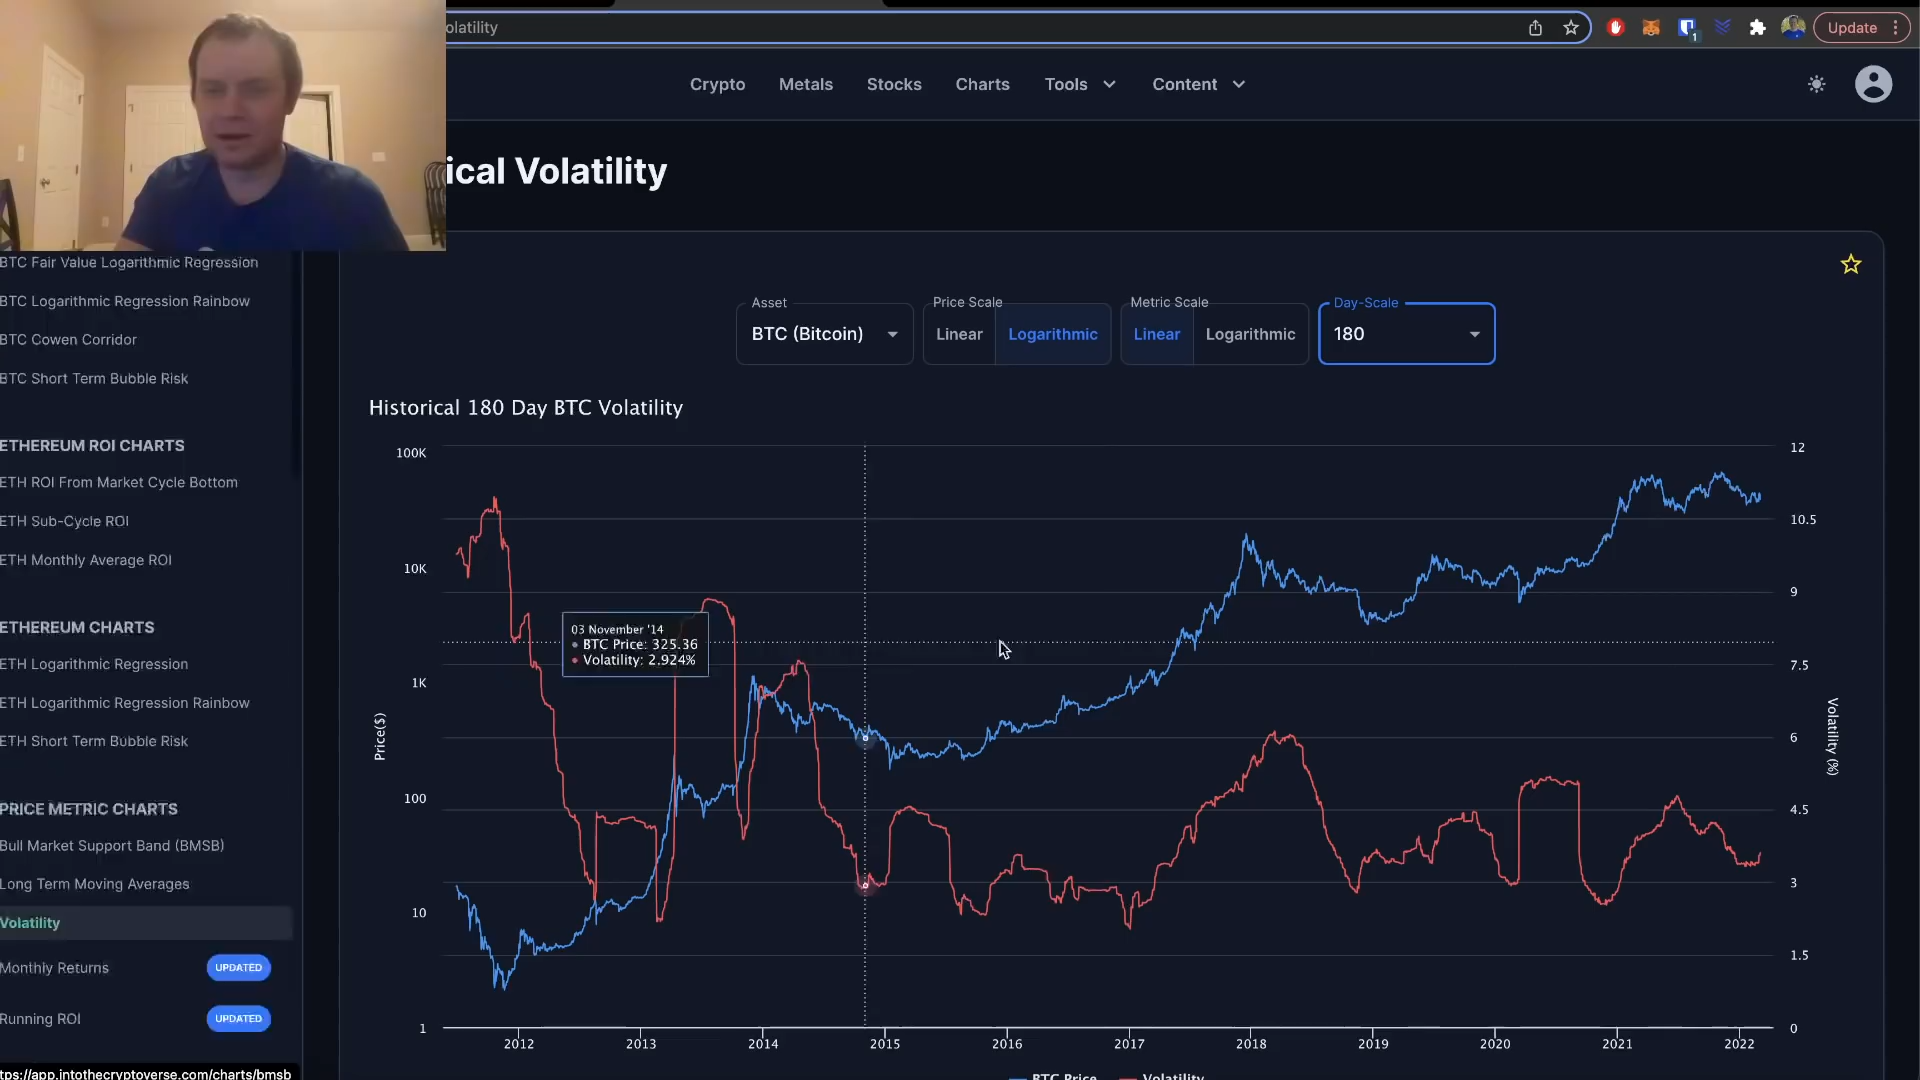 olatility
1
Update
Crypto
Metals
Stocks
Charts
Tools
Content
ical Volatility
BTC Fair Value Logarithmic Regression
BTC Logarithmic Regression Rainbow
BTC Cowen Corridor
BTC Short Term Bubble Risk
ETHEREUM ROI CHARTS
ETH ROI From Market Cycle Bottom
ETH Sub-Cycle ROI
ETH Monthly Average ROI
ETHEREUM CHARTS
ETH Logarithmic Regression
ETH Logarithmic Regression Rainbow
ETH Short Term Bubble Risk
PRICE METRIC CHARTS
Bull Market Support Band (BMSB)
Long Term Moving Averages
Volatility
Monthly Returns
UPDATED
Running ROI
UPDATED
tps://app.intothecryptoverse.com/charts/bmsb
Asset
BTC (Bitcoin)
Price Scale
Linear
Logarithmic
Metric Scale
Linear
Logarithmic
Day-Scale
180
Historical 180 Day BTC Volatility
100K
10K
1K
100
10
1
Price($)
03 November '14
BTC Price: 325.36
Volatility: 2.924%
12
10.5
9
7.5
6
4.5
3
1.5
0
Volatility (%)
2012
2013
2014
2015
2016
2017
2018
2019
2020
2021
2022
BTC Price
Volatility